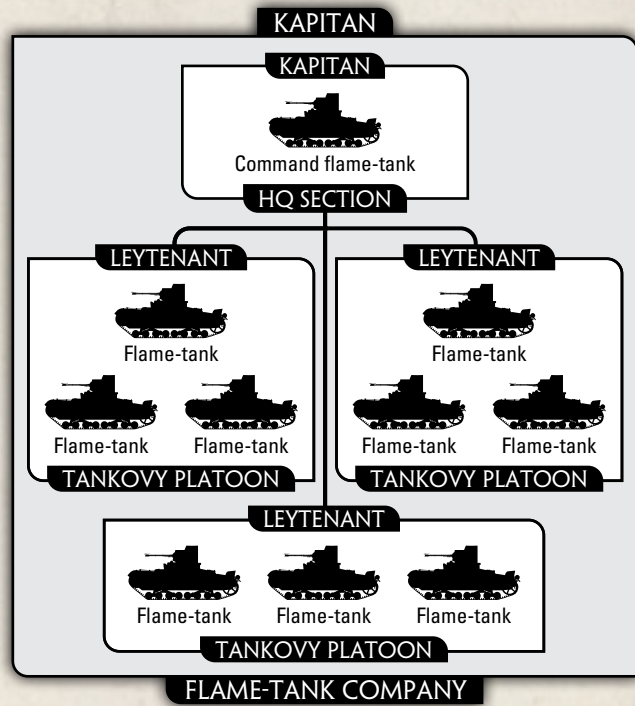 KAPITAN
KAPITAN
Command flame-tank
HQ SECTION
LEYTENANT
Flame-tank
Flame-tank Flame-tank
TANKOVY PLATOON
LEYTENANT
Flame-tank
Flame-tank Flame-tank
TANKOVY PLATOON
LEYTENANT
Flame-tank Flame-tank Flame-tank
TANKOVY PLATOON
FLAME-TANK COMPANY